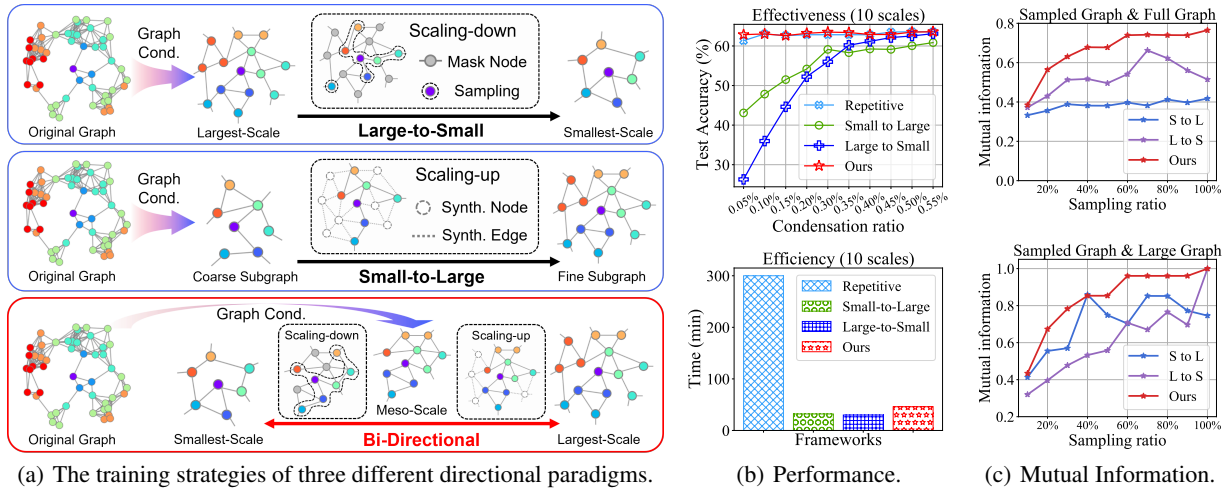 Graph
Cond.
Scaling-down
Mask Node
Sampling
Original Graph
Largest-Scale
Large-to-Small
Smallest-Scale
Graph
Cond.
Scaling-up
Synth. Node
Synth. Edge
Original Graph
Coarse Subgraph
Small-to-Large
Fine Subgraph
Graph Cond.
Scaling-down
Scaling-up
Meso-Scale
Original Graph
Smallest-Scale
Bi-Directional
Largest-Scale
(a) The training strategies of three different directional paradigms.
Effectiveness (10 scales)
Test Accuracy (%)
60
50
40
30
Repetitive
Small to Large
Large to Small
Ours
0.05% 0.10% 0.15% 0.20% 0.30% 0.35% 0.40% 0.45% 0.50% 0.55%
Condensation ratio
Efficiency (10 scales)
Time (min)
300
200
100
0
Repetitive
Small-to-Large
Large-to-Small
Ours
Frameworks
(b) Performance.
Sampled Graph & Full Graph
Mutual information
0.8
0.6
0.4
0.2
0.0
S to L
L to S
Ours
20% 40% 60% 80% 100%
Sampling ratio
Sampled Graph & Large Graph
Mutual information
1.0
0.8
0.6
0.4
0.2
S to L
L to S
Ours
20% 40% 60% 80% 100%
Sampling ratio
(c) Mutual Information.